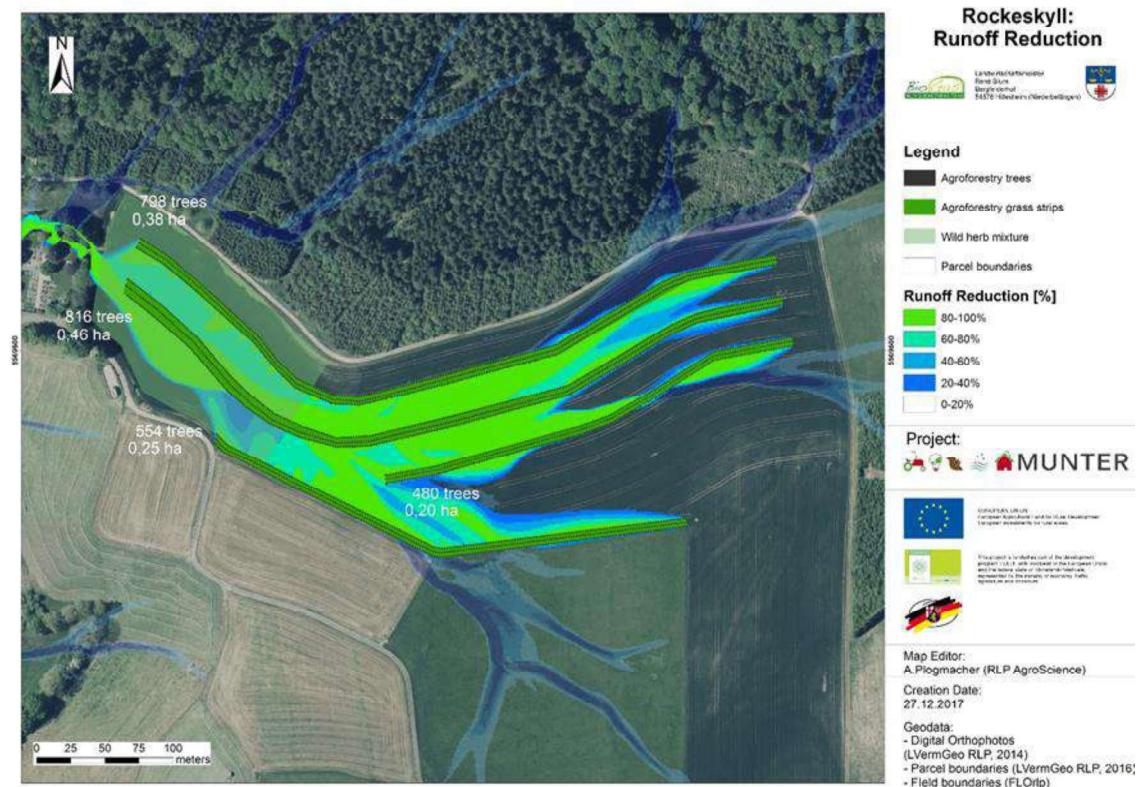 Rockeskyll:
Runoff Reduction
N
798 trees
0,38 ha
816 trees
0,46 ha
554 trees
0,25 ha
480 trees
0,20 ha
5569600
5569600
0 25 50 75 100
meters
Legend
Agroforestry trees
Agroforestry grass strips
Wild herb mixture
Parcel boundaries
Runoff Reduction [%]
80-100%
60-80%
40-60%
20-40%
0-20%
Project:
MUNTER
EUROPEAN UNION
Map Editor:
A.Plogmacher (RLP AgroScience)
Creation Date:
27.12.2017
Geodata:
- Digital Orthophotos
(LVermGeo RLP, 2014)
- Parcel boundaries (LVermGeo RLP, 2016)
- Field boundaries (FLOrlp)